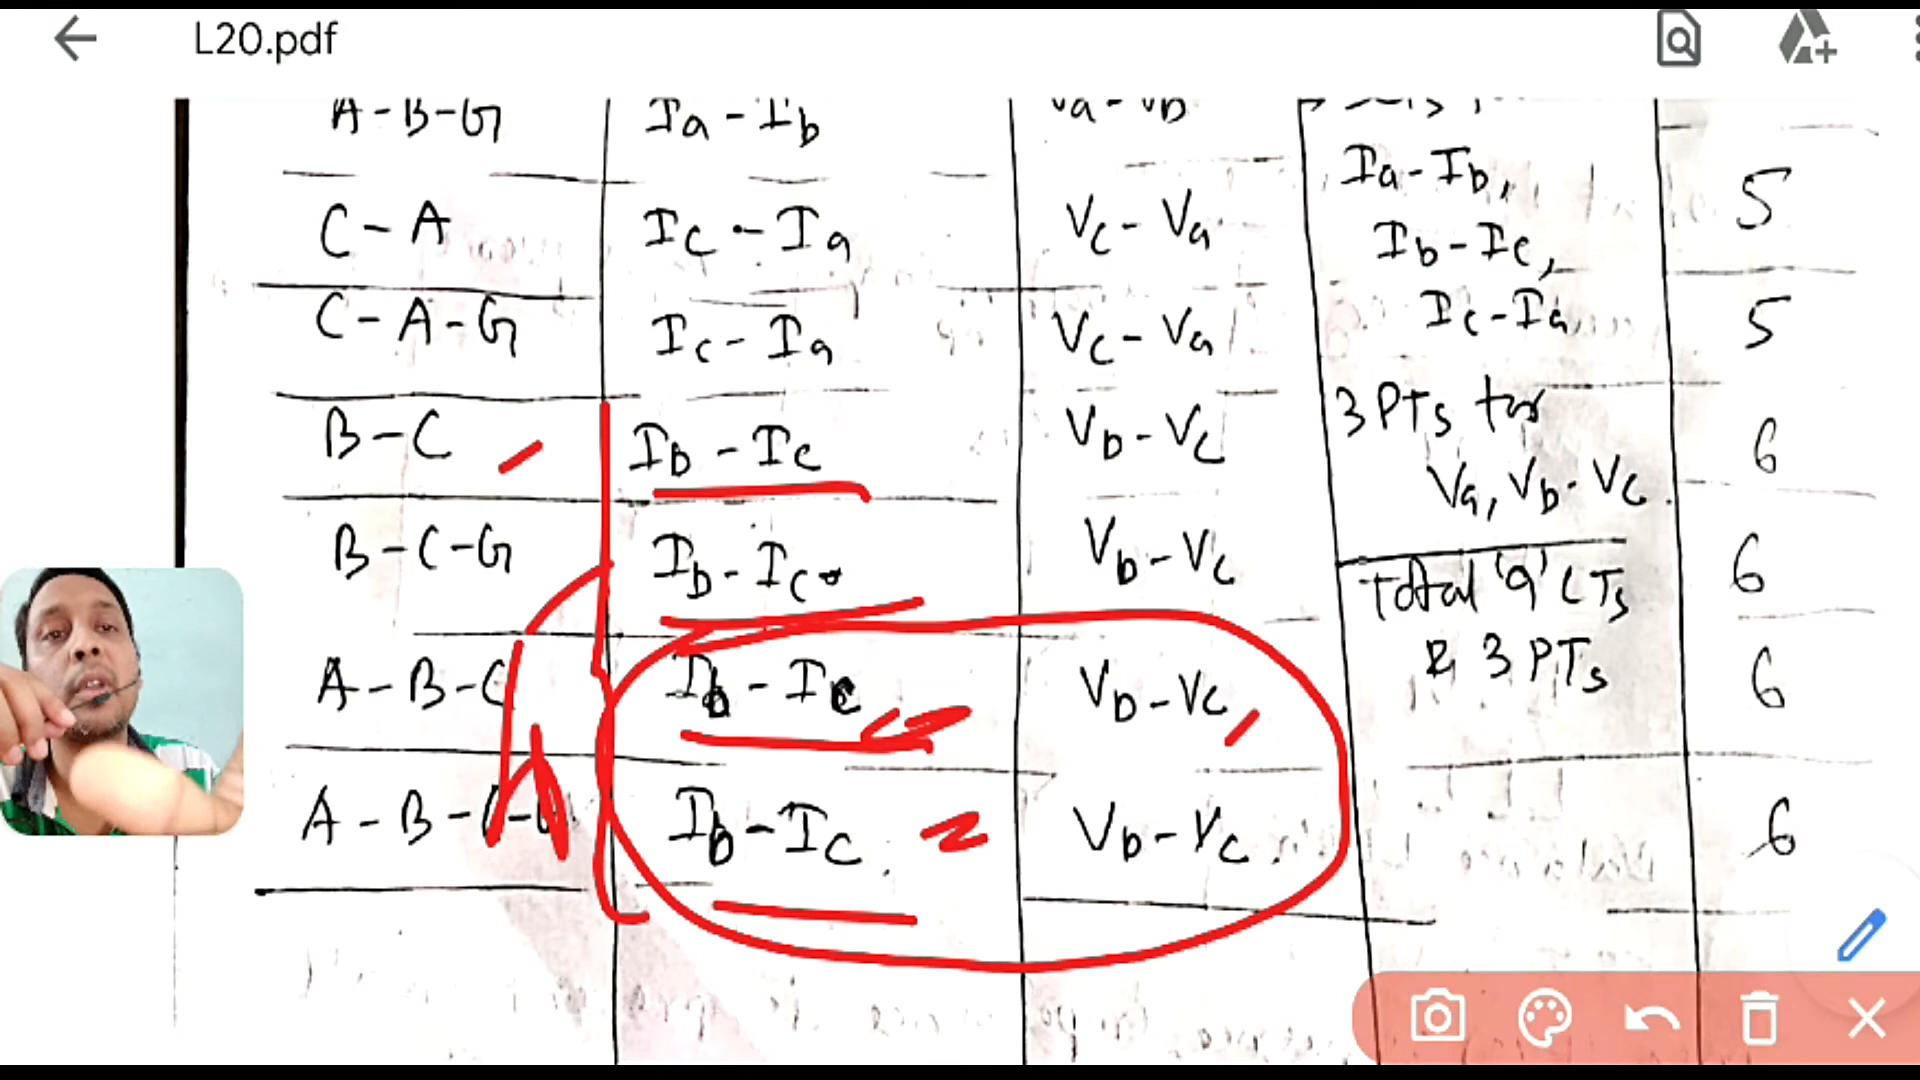 L20.pdf
A-B-G Ia-Ib Va-Vb
C-A Ic-Ia Vc-Va 5
C-A-G Ic-Ia Vc-Va 5
B-C Ib-Ic Vb-Vc 6
B-C-G Ib-Ic Vb-Vc 6
A-B-C Ib-Ic Vb-Vc 6
A-B-C-G Ib-Ic Vb-Vc 6
Ia-Ib,
Ib-Ic,
Ic-Ia
3 PTs for
Va, Vb-Vc
Total '9' CTs
& 3 PTs